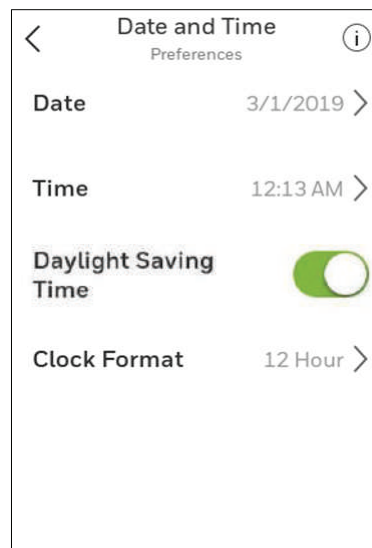 Date and Time
Preferences
Date 3/1/2019
Time 12:13 AM
Daylight Saving
Time
Clock Format 12 Hour